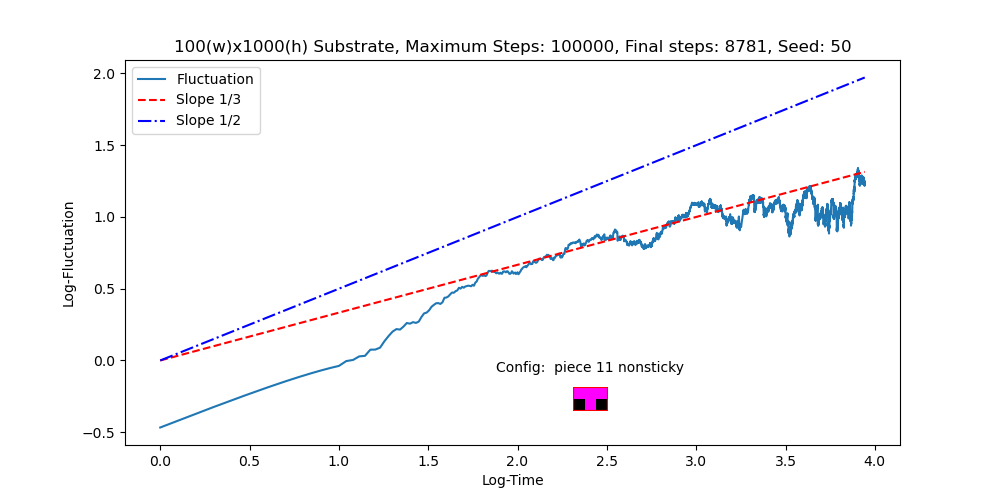 100(w)x1000(h) Substrate, Maximum Steps: 100000, Final steps: 8781, Seed: 50
Fluctuation
Slope 1/3
Slope 1/2
2.0
1.5
1.0
0.5
0.0
−0.5
Log-Fluctuation
Config:  piece 11 nonsticky
0.0 0.5 1.0 1.5 2.0 2.5 3.0 3.5 4.0
Log-Time